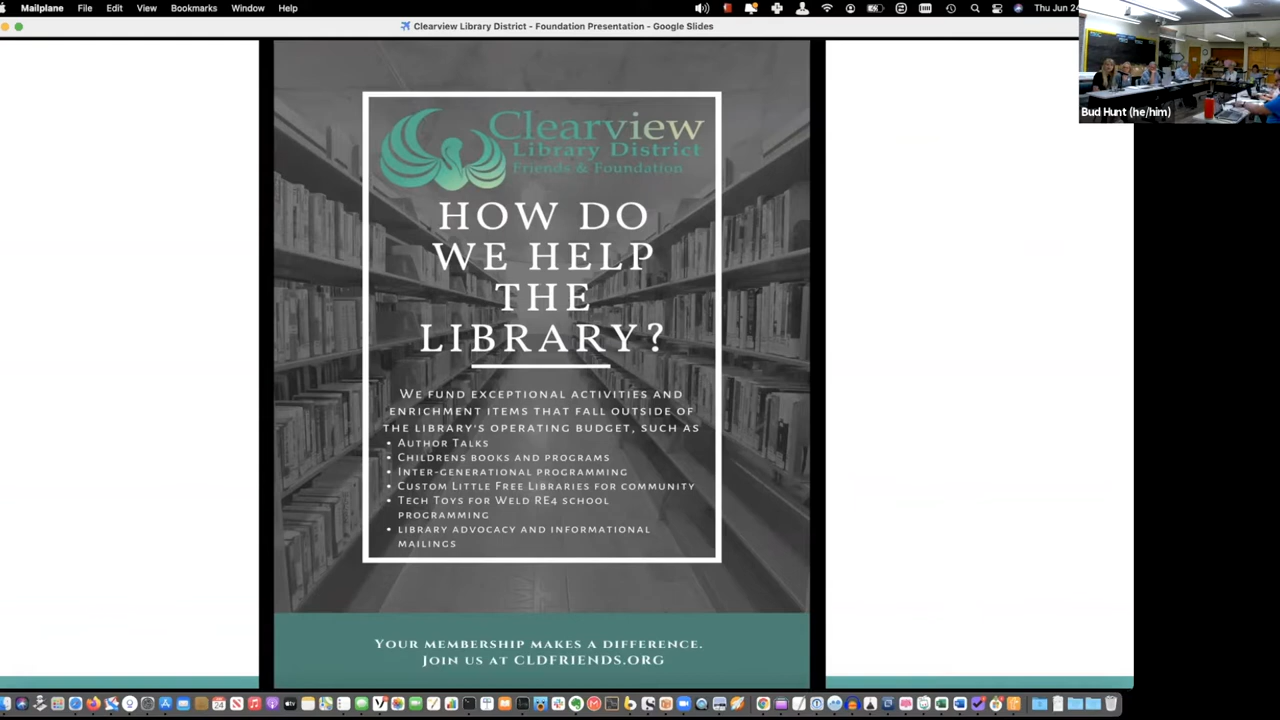 Mailplane File Edit View Bookmarks Window Help
Thu Jun 24
Clearview Library District - Foundation Presentation - Google Slides
Bud Hunt (he/him)
Clearview
Library District
Friends & Foundation
HOW DO
WE HELP
THE
LIBRARY?
WE FUND EXCEPTIONAL ACTIVITIES AND
ENRICHMENT ITEMS THAT FALL OUTSIDE OF
THE LIBRARY'S OPERATING BUDGET, SUCH AS
• AUTHOR TALKS
• CHILDRENS BOOKS AND PROGRAMS
• INTER-GENERATIONAL PROGRAMMING
• CUSTOM LITTLE FREE LIBRARIES FOR COMMUNITY
• TECH TOYS FOR WELD RE4 SCHOOL
PROGRAMMING
• LIBRARY ADVOCACY AND INFORMATIONAL
MAILINGS
YOUR MEMBERSHIP MAKES A DIFFERENCE.
JOIN US AT CLDFRIENDS.ORG